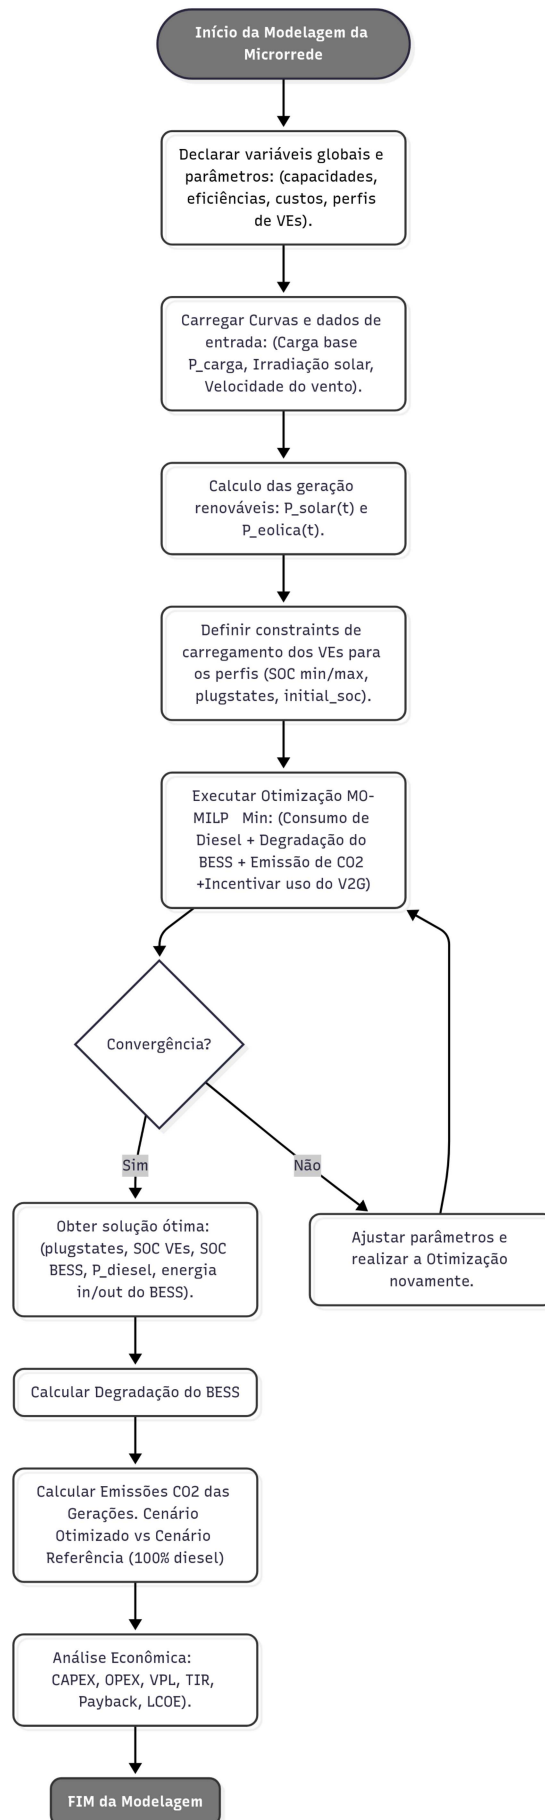 Início da Modelagem da
Microrrede
Declarar variáveis globais e
parâmetros: (capacidades,
eficiências, custos, perfis
de VEs).
Carregar Curvas e dados de
entrada: (Carga base
P_carga, Irradiação solar,
Velocidade do vento).
Calculo das geração
renováveis: P_solar(t) e
P_eolica(t).
Definir constraints de
carregamento dos VEs para
os perfis (SOC min/max,
plugstates, initial_soc).
Executar Otimização MO-
MILP Min: (Consumo de
Diesel + Degradação do
BESS + Emissão de CO2
+Incentivar uso do V2G)
Convergência?
Sim
Não
Obter solução ótima:
(plugstates, SOC VEs, SOC
BESS, P_diesel, energia
in/out do BESS).
Ajustar parâmetros e
realizar a Otimização
novamente.
Calcular Degradação do BESS
Calcular Emissões CO2 das
Gerações. Cenário
Otimizado vs Cenário
Referência (100% diesel)
Análise Econômica:
CAPEX, OPEX, VPL, TIR,
Payback, LCOE).
FIM da Modelagem